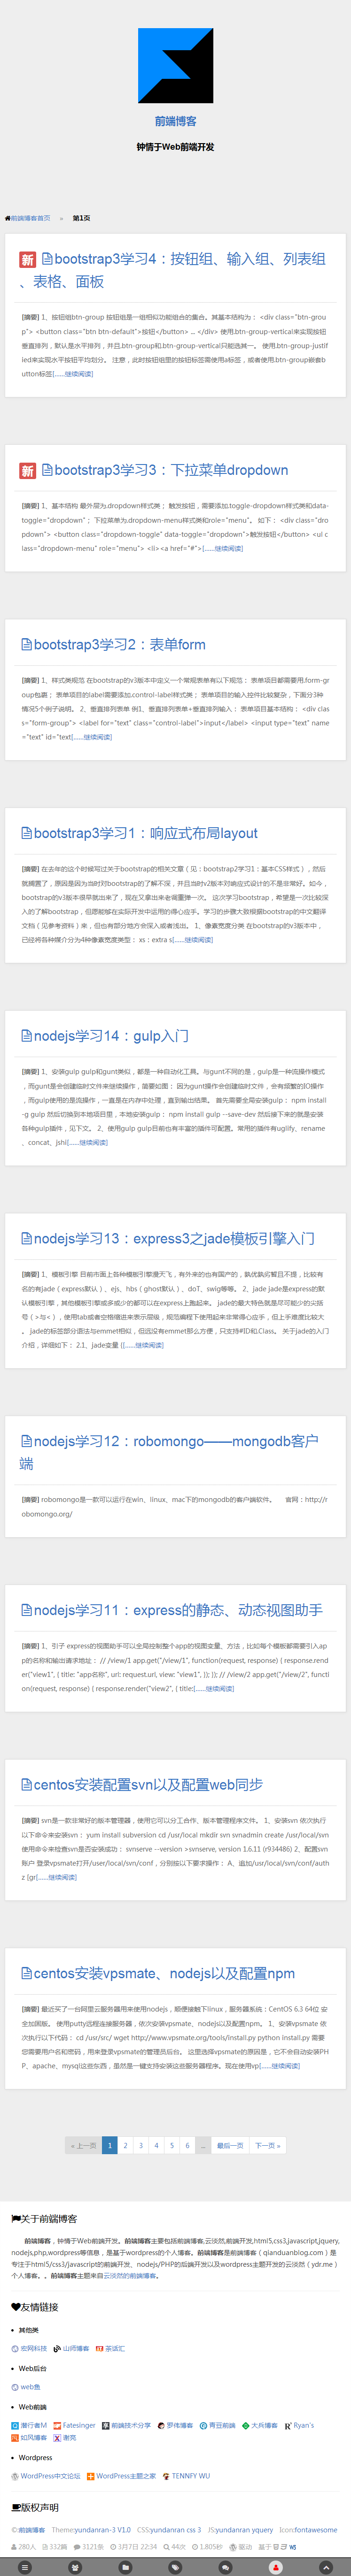 前端博客
钟情于Web前端开发
前端博客首页 » 第1页
新 bootstrap3学习4：按钮组、输入组、列表组
、表格、面板
[摘要] 1、按钮组btn-group 按钮组是一组相似功能组合的集合。其基本结构为： <div class="btn-grou
p"> <button class="btn btn-default">按钮</button> ... </div> 使用.btn-group-vertical来实现按钮
垂直排列，默认是水平排列，并且.btn-group和.btn-group-vertical只能选其一。 使用.btn-group-justif
ied来实现水平按钮平均划分。 注意，此时按钮组里的按钮标签需使用a标签，或者使用.btn-group嵌套b
utton标签[......继续阅读]
新 bootstrap3学习3：下拉菜单dropdown
[摘要] 1、基本结构 最外层为.dropdown样式类； 触发按钮，需要添加.toggle-dropdown样式类和data-
toggle="dropdown"； 下拉菜单为.dropdown-menu样式类和role="menu"。 如下： <div class="dro
pdown"> <button class="dropdown-toggle" data-toggle="dropdown">触发按钮</button> <ul c
lass="dropdown-menu" role="menu"> <li><a href="#">[......继续阅读]
bootstrap3学习2：表单form
[摘要] 1、样式类规范 在bootstrap的v3版本中定义一个常规表单有以下规范： 表单项目都需要用.form-gr
oup包裹； 表单项目的label需要添加.control-label样式类； 表单项目的输入控件比较复杂，下面分3种
情况5个例子说明。 2、垂直排列表单 例1、垂直排列表单+垂直排列输入： 表单项目基本结构： <div clas
s="form-group"> <label for="text" class="control-label">input</label> <input type="text" name
="text" id="text[......继续阅读]
bootstrap3学习1：响应式布局layout
[摘要] 在去年的这个时候写过关于bootstrap的相关文章（见：bootstrap2学习1：基本CSS样式），然后
就搁置了，原因是因为当时对bootstrap的了解不深，并且当时v2版本对响应式设计的不是非常好。如今，
bootstrap的v3版本很早就出来了，现在又拿出来老调重弹一次。 这次学习bootstrap，希望是一次比较深
入的了解bootstrap，但愿能够在实际开发中运用的得心应手。学习的步骤大致根据bootstrap的中文翻译
文档（见参考资料）来，但也有部分地方会深入或者浅出。 1、像素宽度分类 在bootstrap的v3版本中，
已经将各种媒介分为4种像素宽度类型： xs：extra s[......继续阅读]
nodejs学习14：gulp入门
[摘要] 1、安装gulp gulp和gunt类似，都是一种自动化工具。与gunt不同的是，gulp是一种流操作模式
，而gunt是会创建临时文件来继续操作，简要如图： 因为gunt操作会创建临时文件，会有频繁的IO操作
，而gulp使用的是流操作，一直是在内存中处理，直到输出结果。 首先需要全局安装gulp： npm install
-g gulp 然后切换到本地项目里，本地安装gulp： npm install gulp --save-dev 然后接下来的就是安装
各种gulp插件，见下文。 2、使用gulp gulp目前也有丰富的插件可配置。常用的插件有uglify、rename
、concat、jshi[......继续阅读]
nodejs学习13：express3之jade模板引擎入门
[摘要] 1、模板引擎 目前市面上各种模板引擎漫天飞，有外来的也有国产的，孰优孰劣暂且不提，比较有
名的有jade（express默认）、ejs、hbs（ghost默认）、doT、swig等等。 2、jade jade是express的默
认模板引擎，其他模板引擎或多或少的都可以在express上跑起来。 jade的最大特色就是尽可能少的尖括
号（>与<），使用tab或者空格缩进来表示层级，规范编程下使用起来非常得心应手，但上手难度比较大
。 jade的标签部分语法与emmet相似，但远没有emmet那么方便，只支持#ID和.Class。 关于jade的入门
介绍，详细如下： 2.1、jade变量 {[......继续阅读]
nodejs学习12：robomongo——mongodb客户
端
[摘要] robomongo是一款可以运行在win、linux、mac下的mongodb的客户端软件。 官网：http://r
obomongo.org/
nodejs学习11：express的静态、动态视图助手
[摘要] 1、引子 express的视图助手可以全局控制整个app的视图变量、方法，比如每个模板都需要引入ap
p的名称和输出请求地址： // /view/1 app.get("/view/1", function(request, response) { response.rend
er("view1", { title: "app名称", url: request.url, view: "view1", }); }); // /view/2 app.get("/view/2", functi
on(request, response) { response.render("view2", { title:[......继续阅读]
centos安装配置svn以及配置web同步
[摘要] svn是一款非常好的版本管理器，使用它可以分工合作、版本管理程序文件。 1、安装svn 依次执行
以下命令来安装svn： yum install subversion cd /usr/local mkdir svn svnadmin create /usr/local/svn
使用命令来检查svn是否安装成功： svnserve --version >svnserve, version 1.6.11 (r934486) 2、配置svn
账户 登录vpsmate打开/user/local/svn/conf，分别按以下要求操作： A、追加/usr/local/svn/conf/auth
z [gr[......继续阅读]
centos安装vpsmate、nodejs以及配置npm
[摘要] 最近买了一台阿里云服务器用来使用nodejs，顺便接触下linux，服务器系统：CentOS 6.3 64位 安
全加固版。 使用putty远程连接服务器，依次安装vpsmate、nodejs以及配置npm。 1、安装vpsmate 依
次执行以下代码： cd /usr/src/ wget http://www.vpsmate.org/tools/install.py python install.py 需要
您需要用户名和密码，用来登录vpsmate的管理员后台。 这里选择vpsmate的原因是，它不会自动安装PH
P、apache、mysql这些东西，虽然是一键支持安装这些服务器程序。现在使用vp[......继续阅读]
« 上一页 1 2 3 4 5 6 ... 最后一页 下一页 »
关于前端博客
前端博客，钟情于Web前端开发。前端博客主要包括前端博客,云淡然,前端开发,html5,css3,javascript,jquery,
nodejs,php,wordpress等信息，是基于wordpress的个人博客。前端博客是前端博客（qianduanblog.com）是
专注于html5/css3/javascript的前端开发、nodejs/PHP的后端开发以及wordpress主题开发的云淡然（ydr.me）
个人博客。。前端博客主题来自云淡然的前端博客。
友情链接
其他类
宏网科技 山师博客 茶话汇
Web后台
web鱼
Web前端
潜行者M Fatesinger 前端技术分享 罗伟博客 青豆前端 大兵博客 Ryan's
如风博客 谢亮
Wordpress
WordPress中文论坛 WordPress主题之家 TENNFY WU
版权声明
©前端博客 Theme:yundanran-3 V1.0 CSS:yundanran css 3 JS:yundanran yquery Icon:fontawesome
280人 332篇 3121条 3月7日 22:34 44次 1.805秒 驱动 基于